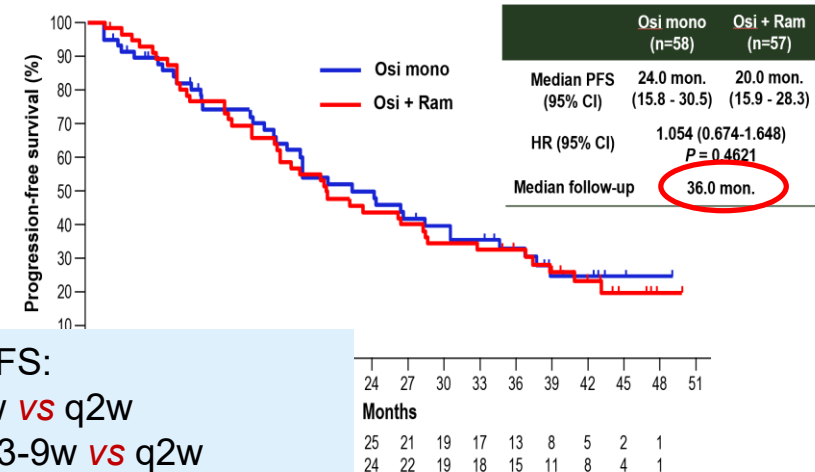 Progression-free survival (%)
100
90
80
70
60
50
40
30
20
10
Osi mono
Osi + Ram
Osi mono Osi + Ram
(n=58) (n=57)
Median PFS 24.0 mon. 20.0 mon.
(95% CI) (15.8 - 30.5) (15.9 - 28.3)
HR (95% CI) 1.054 (0.674-1.648)
P = 0.4621
Median follow-up 36.0 mon.
FS:
vs q2w
3-9w vs q2w
24 27 30 33 36 39 42 45 48 51
Months
25 21 19 17 13 8 5 2 1
24 22 19 18 15 11 8 4 1